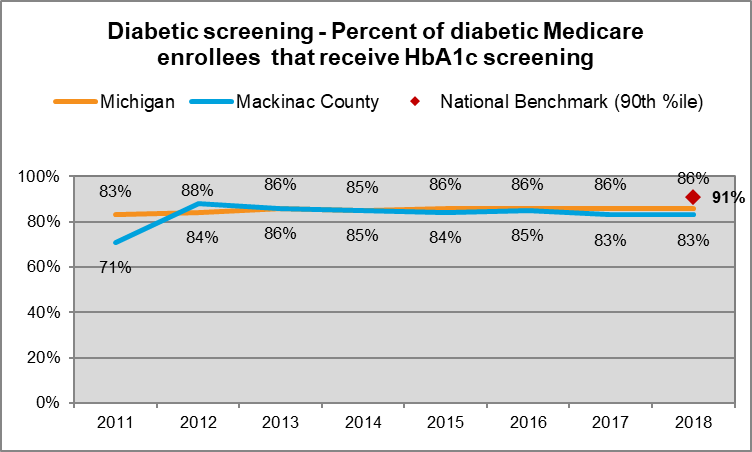 Diabetic screening - Percent of diabetic Medicare
enrollees that receive HbA1c screening
Michigan Mackinac County National Benchmark (90th %ile)
100%
83% 88% 86% 85% 86% 86% 86% 86%
91%
80%
71% 84% 86% 85% 84% 85% 83% 83%
60%
40%
20%
0%
2011 2012 2013 2014 2015 2016 2017 2018